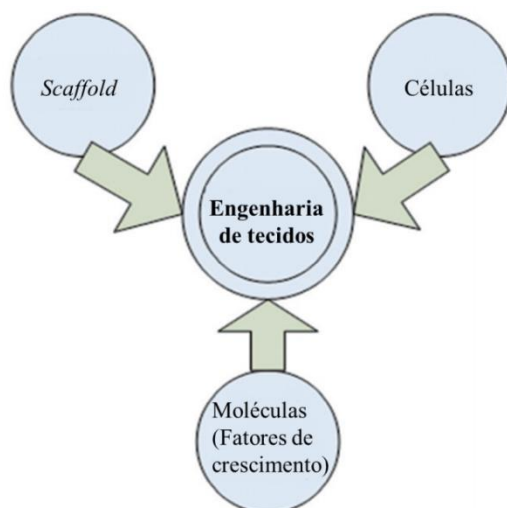 Scaffold
Células
Engenharia
de tecidos
Moléculas
(Fatores de
crescimento)